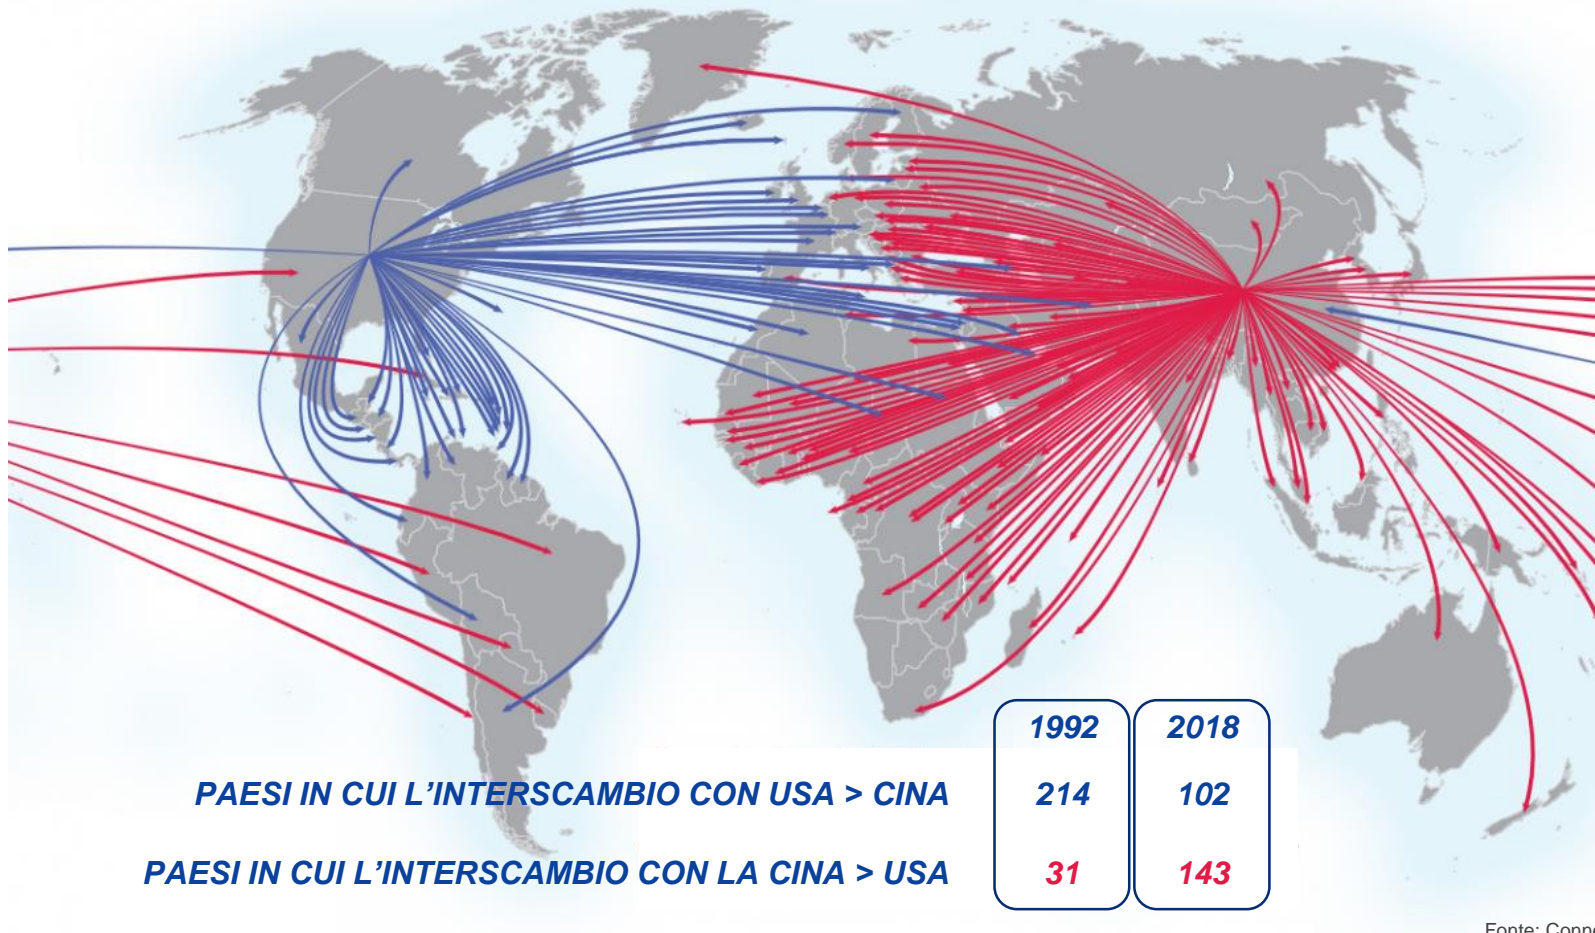 1992 2018
PAESI IN CUI L’INTERSCAMBIO CON USA > CINA 214 102
PAESI IN CUI L’INTERSCAMBIO CON LA CINA > USA 31 143
Fonte: